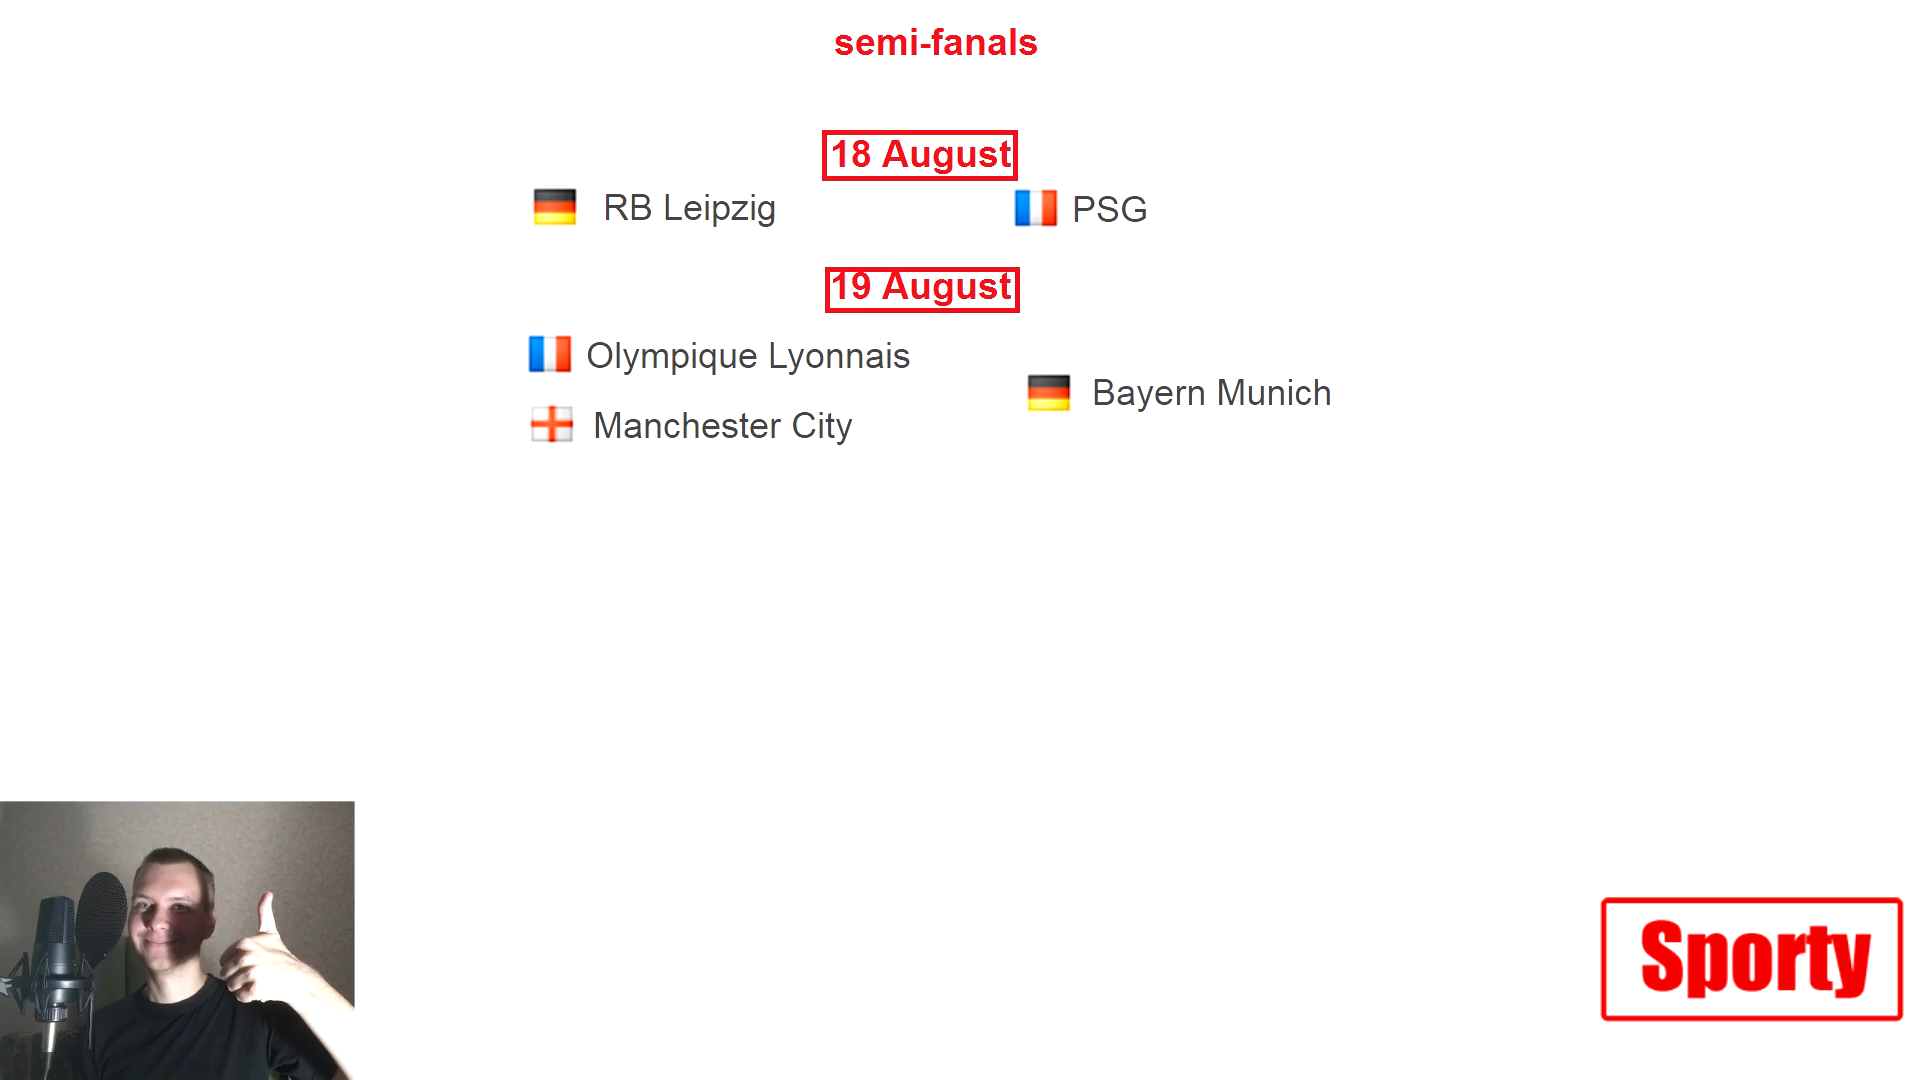 semi-fanals
18 August
RB Leipzig PSG
19 August
Olympique Lyonnais
Bayern Munich
Manchester City
Sporty